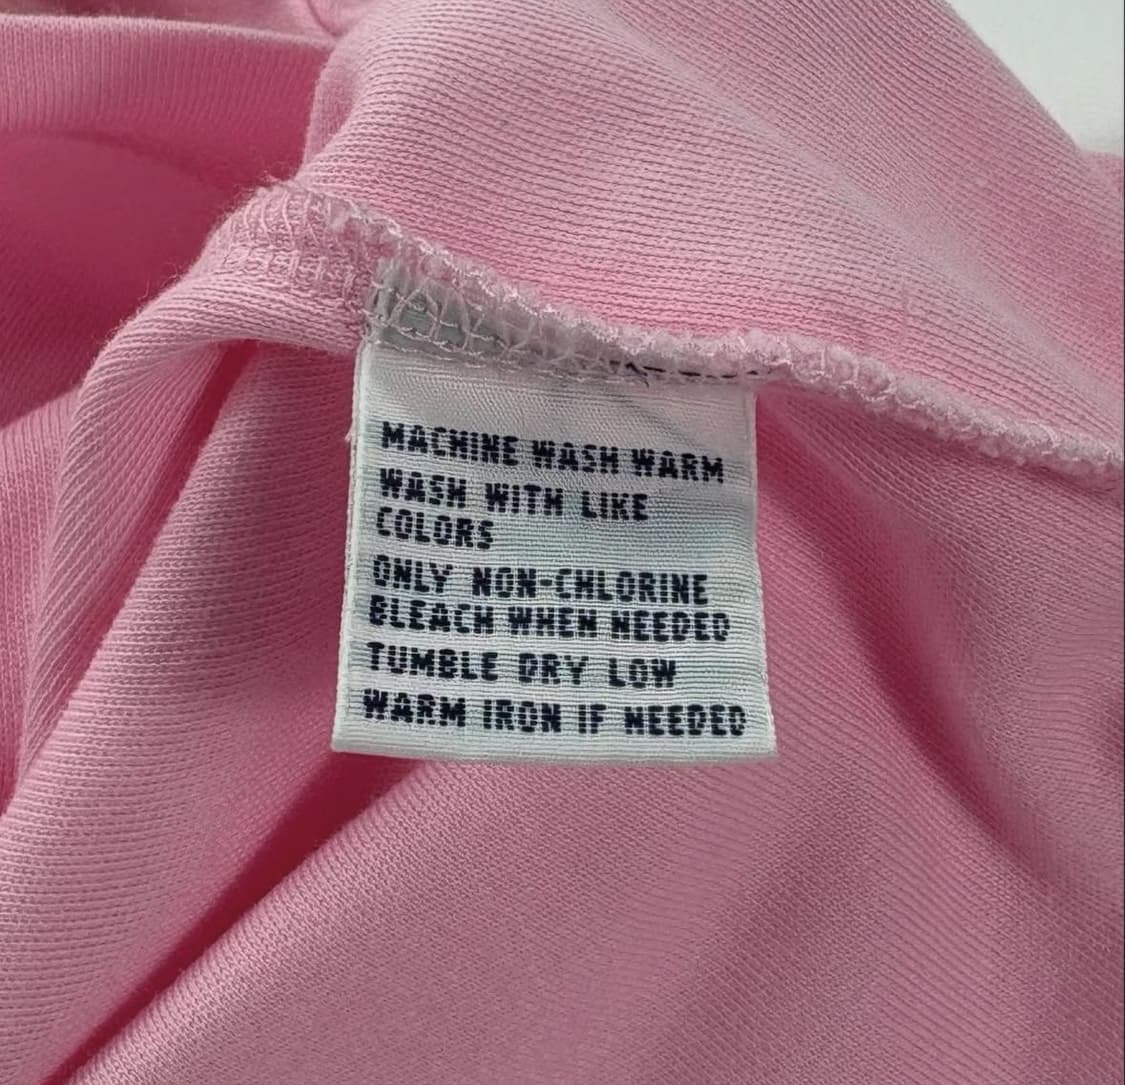 MACHINE WASH WARM
WASH WITH LIKE
COLORS
ONLY NON-CHLORINE
BLEACH WHEN NEEDED
TUMBLE DRY LOW
WARM IRON IF NEEDED